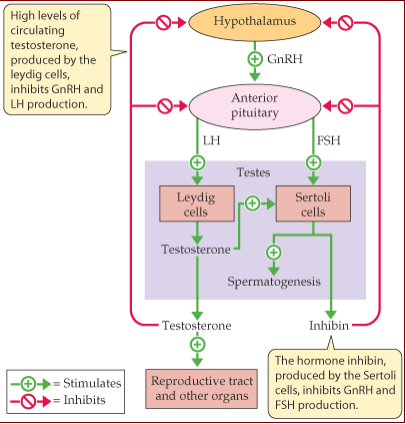 High levels of
circulating
testosterone,
produced by the
leydig cells,
inhibits GnRH and
LH production.
Hypothalamus
GnRH
Anterior
pituitary
LH
FSH
Testes
Leydig
cells
Sertoli
cells
Testosterone
Spermatogenesis
Testosterone
Inhibin
Reproductive tract
and other organs
The hormone inhibin,
produced by the Sertoli
cells, inhibits GnRH and
FSH production.
= Stimulates
= Inhibits